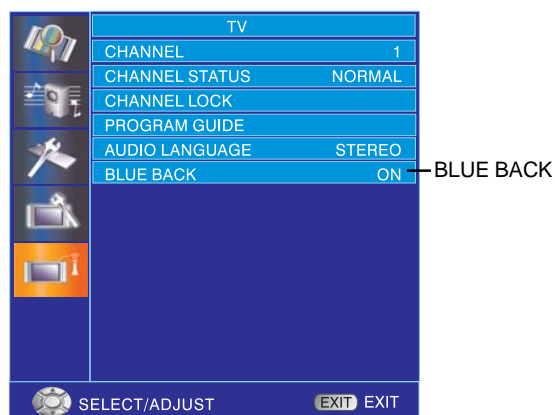 TV
CHANNEL 1
CHANNEL STATUS NORMAL
CHANNEL LOCK
PROGRAM GUIDE
AUDIO LANGUAGE STEREO
BLUE BACK ON
BLUE BACK
SELECT/ADJUST EXIT EXIT